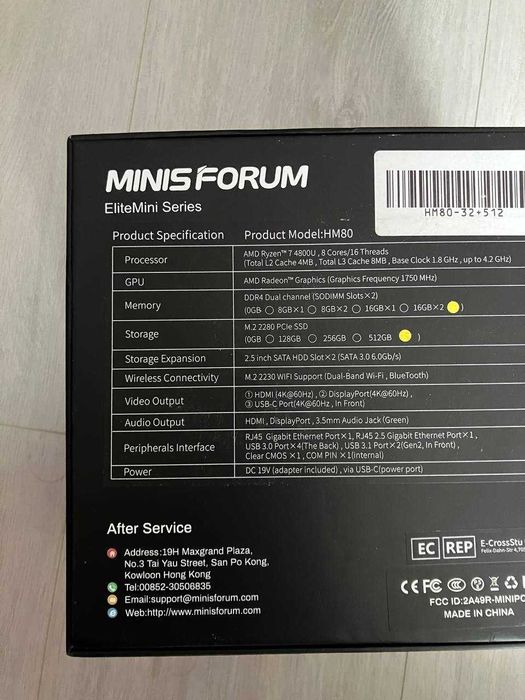 MINISFORUM
EliteMini Series
HM80-32+512
Product Specification Product Model:HM80
Processor AMD Ryzen™ 7 4800U , 8 Cores/16 Threads
(Total L2 Cache 4MB , Total L3 Cache 8MB , Base Clock 1.8 GHz , up to 4.2 GHz)
GPU AMD Radeon™ Graphics (Graphics Frequency 1750 MHz)
Memory DDR4 Dual channel (SODIMM Slots×2)
(0GB ○ 8GB×1 ○ 8GB×2 ○ 16GB×1 ○ 16GB×2 )
Storage M.2 2280 PCIe SSD
(0GB ○ 128GB ○ 256GB ○ 512GB )
Storage Expansion 2.5 inch SATA HDD Slot×2 (SATA 3.0 6.0Gb/s)
Wireless Connectivity M.2 2230 WIFI Support (Dual-Band Wi-Fi , BlueTooth)
Video Output ① HDMI (4K@60Hz) , ② DisplayPort(4K@60Hz) ,
③ USB-C Port(4K@60Hz , In Front)
Audio Output HDMI , DisplayPort , 3.5mm Audio Jack (Green)
Peripherals Interface RJ45 Gigabit Ethernet Port×1 , RJ45 2.5 Gigabit Ethernet Port×1 ,
USB 3.0 Port×4(The Back) , USB 3.1 Port×2(Gen2, In Front) ,
Clear CMOS ×1 , COM PIN ×1(Internal)
Power DC 19V (adapter included) , via USB-C(power port)
After Service
Address:19H Maxgrand Plaza,
No.3 Tai Yau Street, San Po Kong,
Kowloon Hong Kong
Tel:00852-30506835
Email:support@minisforum.com
Web:http://www.minisforum.com
EC REP E-CrossStu
Felix-Dahn-Str 4,705
CE FC CCC
FCC ID:2A49R-MINIPC
MADE IN CHINA